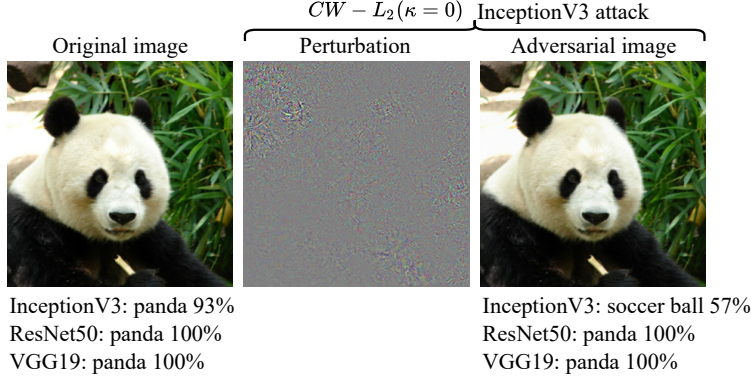 CW − L₂(κ = 0) InceptionV3 attack
Original image
Perturbation
Adversarial image
InceptionV3: panda 93%
ResNet50: panda 100%
VGG19: panda 100%
InceptionV3: soccer ball 57%
ResNet50: panda 100%
VGG19: panda 100%